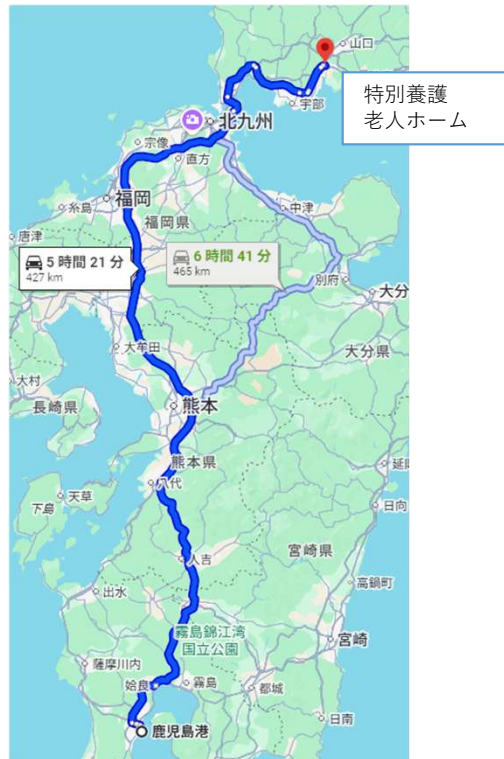 山口
特別養護
老人ホーム
宇部
北九州
宗像
直方
福岡
糸島
中津
福岡県
唐津
5 時間 21 分
427 km
6 時間 41 分
465 km
別府
大分
大牟田
大分県
大村
熊本
長崎県
熊本県
八代
天草
下島
日向
人吉
宮崎県
高鍋町
出水
霧島錦江湾
国立公園
宮崎
薩摩川内
姶良
霧島
都城
日南
鹿児島港